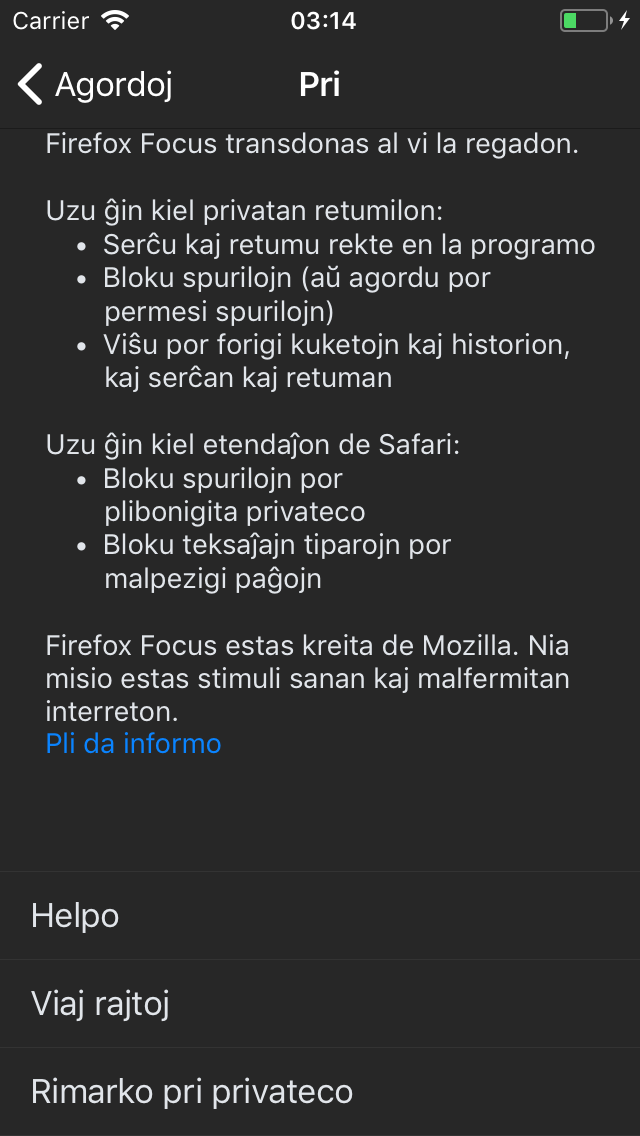 Carrier 03:14
Agordoj Pri
Firefox Focus transdonas al vi la regadon.
Uzu ĝin kiel privatan retumilon:
• Serĉu kaj retumu rekte en la programo
• Bloku spurilojn (aŭ agordu por
permesi spurilojn)
• Viŝu por forigi kuketojn kaj historion,
kaj serĉan kaj retuman
Uzu ĝin kiel etendaĵon de Safari:
• Bloku spurilojn por
plibonigita privateco
• Bloku teksaĵajn tiparojn por
malpezigi paĝojn
Firefox Focus estas kreita de Mozilla. Nia
misio estas stimuli sanan kaj malfermitan
interreton.
Pli da informo
Helpo
Viaj rajtoj
Rimarko pri privateco